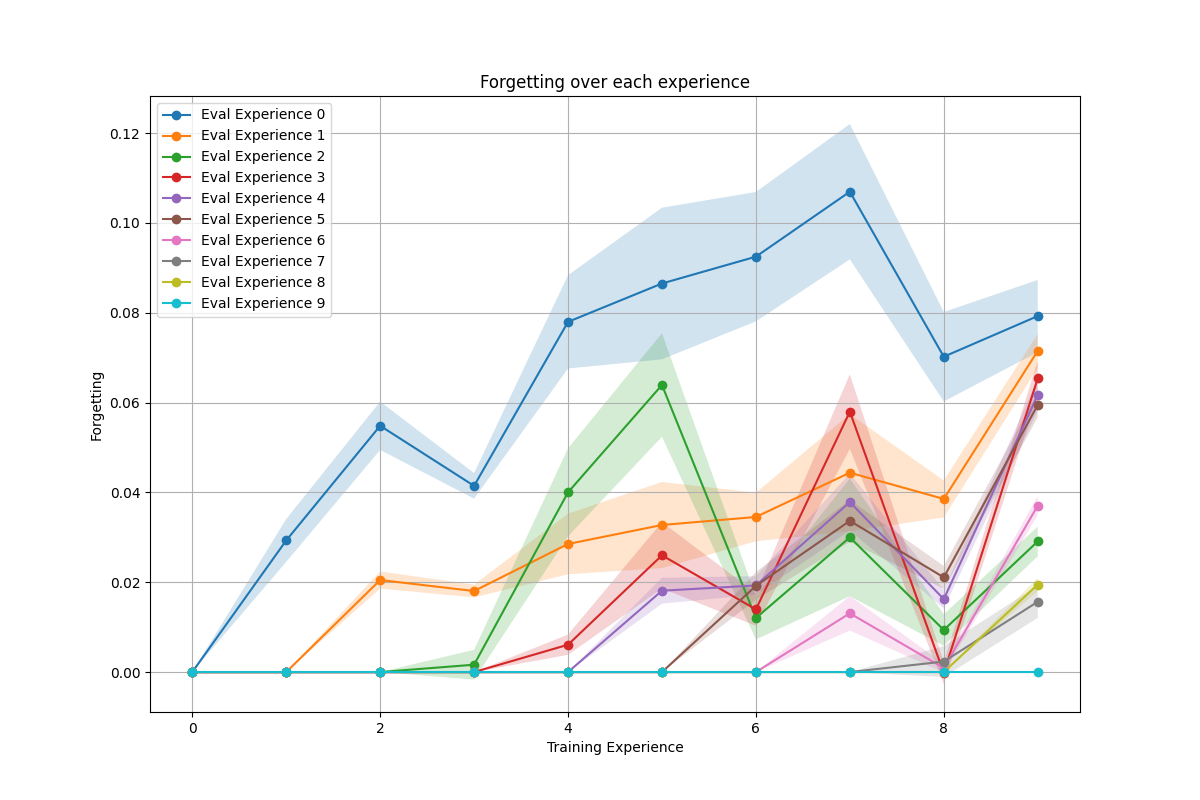 Forgetting over each experience
Eval Experience 0
Eval Experience 1
Eval Experience 2
Eval Experience 3
Eval Experience 4
Eval Experience 5
Eval Experience 6
Eval Experience 7
Eval Experience 8
Eval Experience 9
0.12
0.10
0.08
0.06
0.04
0.02
0.00
Forgetting
0 2 4 6 8
Training Experience